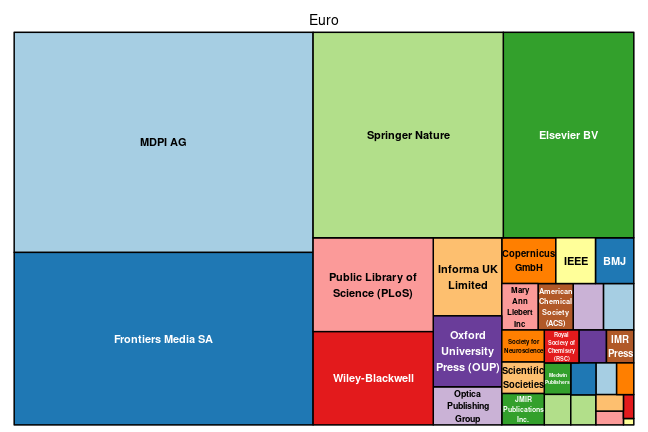 Euro
MDPI AG
Springer Nature
Elsevier BV
Frontiers Media SA
Public Library of
Science (PLoS)
Wiley-Blackwell
Informa UK
Limited
Oxford
University
Press (OUP)
Optica
Publishing
Group
Copernicus
GmbH
IEEE
BMJ
Mary
Ann
Liebert
Inc
American
Chemical
Society
(ACS)
Society for
Neuroscience
Royal
Society of
Chemistry
(RSC)
IMR
Press
Scientific
Societies
Medwin
Publishers
JMIR
Publications
Inc.